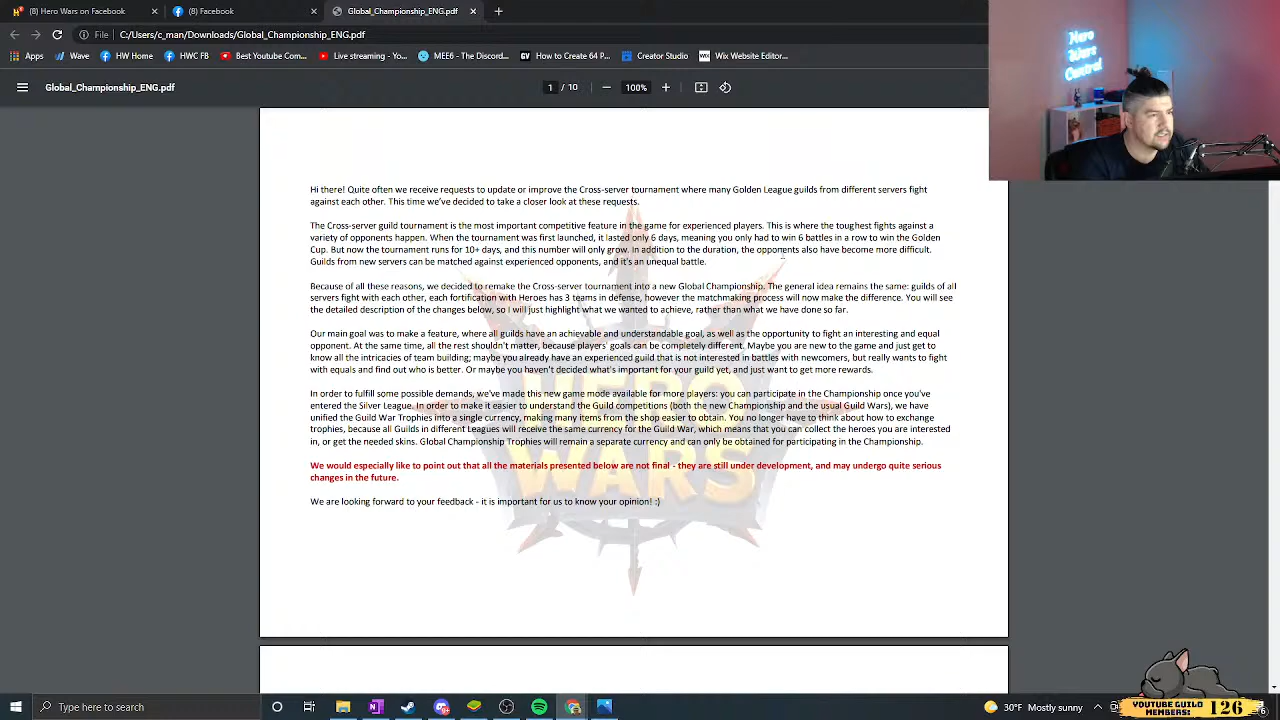 (8) Hero Wars on Facebook
(8) Facebook
Global_Championship_ENG.pdf
File
C:/Users/c_man/Downloads/Global_Championship_ENG.pdf
Apps
Wave
HW Home
HWC FB
Best Youtube Com...
Live streaming - Yo...
MEE6 - The Discord...
How to Create 64 P...
Creator Studio
WIX
Wix Website Editor...
Global_Championship_ENG.pdf
1 / 10
100%
Hero
Wars
Central
Hi there! Quite often we receive requests to update or improve the Cross-server tournament where many Golden League guilds from different servers fight
against each other. This time we've decided to take a closer look at these requests.
The Cross-server guild tournament is the most important competitive feature in the game for experienced players. This is where the toughest fights against a
variety of opponents happen. When the tournament was first launched, it lasted only 6 days, meaning you only had to win 6 battles in a row to win the Golden
Cup. But now the tournament runs for 10+ days, and this number will only grow. In addition to the duration, the opponents also have become more difficult.
Guilds from new servers can be matched against experienced opponents, and it's an unequal battle.
Because of all these reasons, we decided to remake the Cross-server tournament into a new Global Championship. The general idea remains the same: guilds of all
servers fight with each other, each fortification with Heroes has 3 teams in defense, however the matchmaking process will now make the difference. You will see
the detailed description of the changes below, so I will just highlight what we wanted to achieve, rather than what we have done so far.
Our main goal was to make a feature, where all guilds have an achievable and understandable goal, as well as the opportunity to fight an interesting and equal
opponent. At the same time, all the rest shouldn't matter, because players' goals can be completely different. Maybe you are new to the game and just get to
know all the intricacies of team building; maybe you already have an experienced guild that is not interested in battles with newcomers, but really wants to fight
with equals and find out who is better. Or maybe you haven't decided what's important for your guild yet, and just want to get more rewards.
In order to fulfill some possible demands, we've made this new game mode available for more players: you can participate in the Championship once you've
entered the Silver League. In order to make it easier to understand the Guild competitions (both the new Championship and the usual Guild Wars), we have
unified the Guild War Trophies into a single currency, making many items from the shop easier to obtain. You no longer have to think about how to exchange
trophies, because all Guilds in different Leagues will receive the same currency for the Guild War, which means that you can collect the heroes you are interested
in, or get the needed skins. Global Championship Trophies will remain a separate currency and can only be obtained for participating in the Championship.
We would especially like to point out that all the materials presented below are not final - they are still under development, and may undergo quite serious
changes in the future.
We are looking forward to your feedback - it is important for us to know your opinion! :)
HERO
WARS
Type here to search
30°F Mostly sunny
YOUTUBE GUILD
MEMBERS:
126